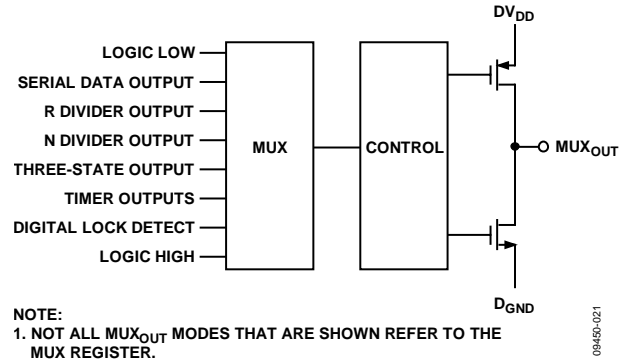 DVDD
LOGIC LOW
SERIAL DATA OUTPUT
R DIVIDER OUTPUT
N DIVIDER OUTPUT
THREE-STATE OUTPUT
TIMER OUTPUTS
DIGITAL LOCK DETECT
LOGIC HIGH
MUX
CONTROL
MUXOUT
DGND
NOTE:
1. NOT ALL MUXOUT MODES THAT ARE SHOWN REFER TO THE
MUX REGISTER.
09450-021